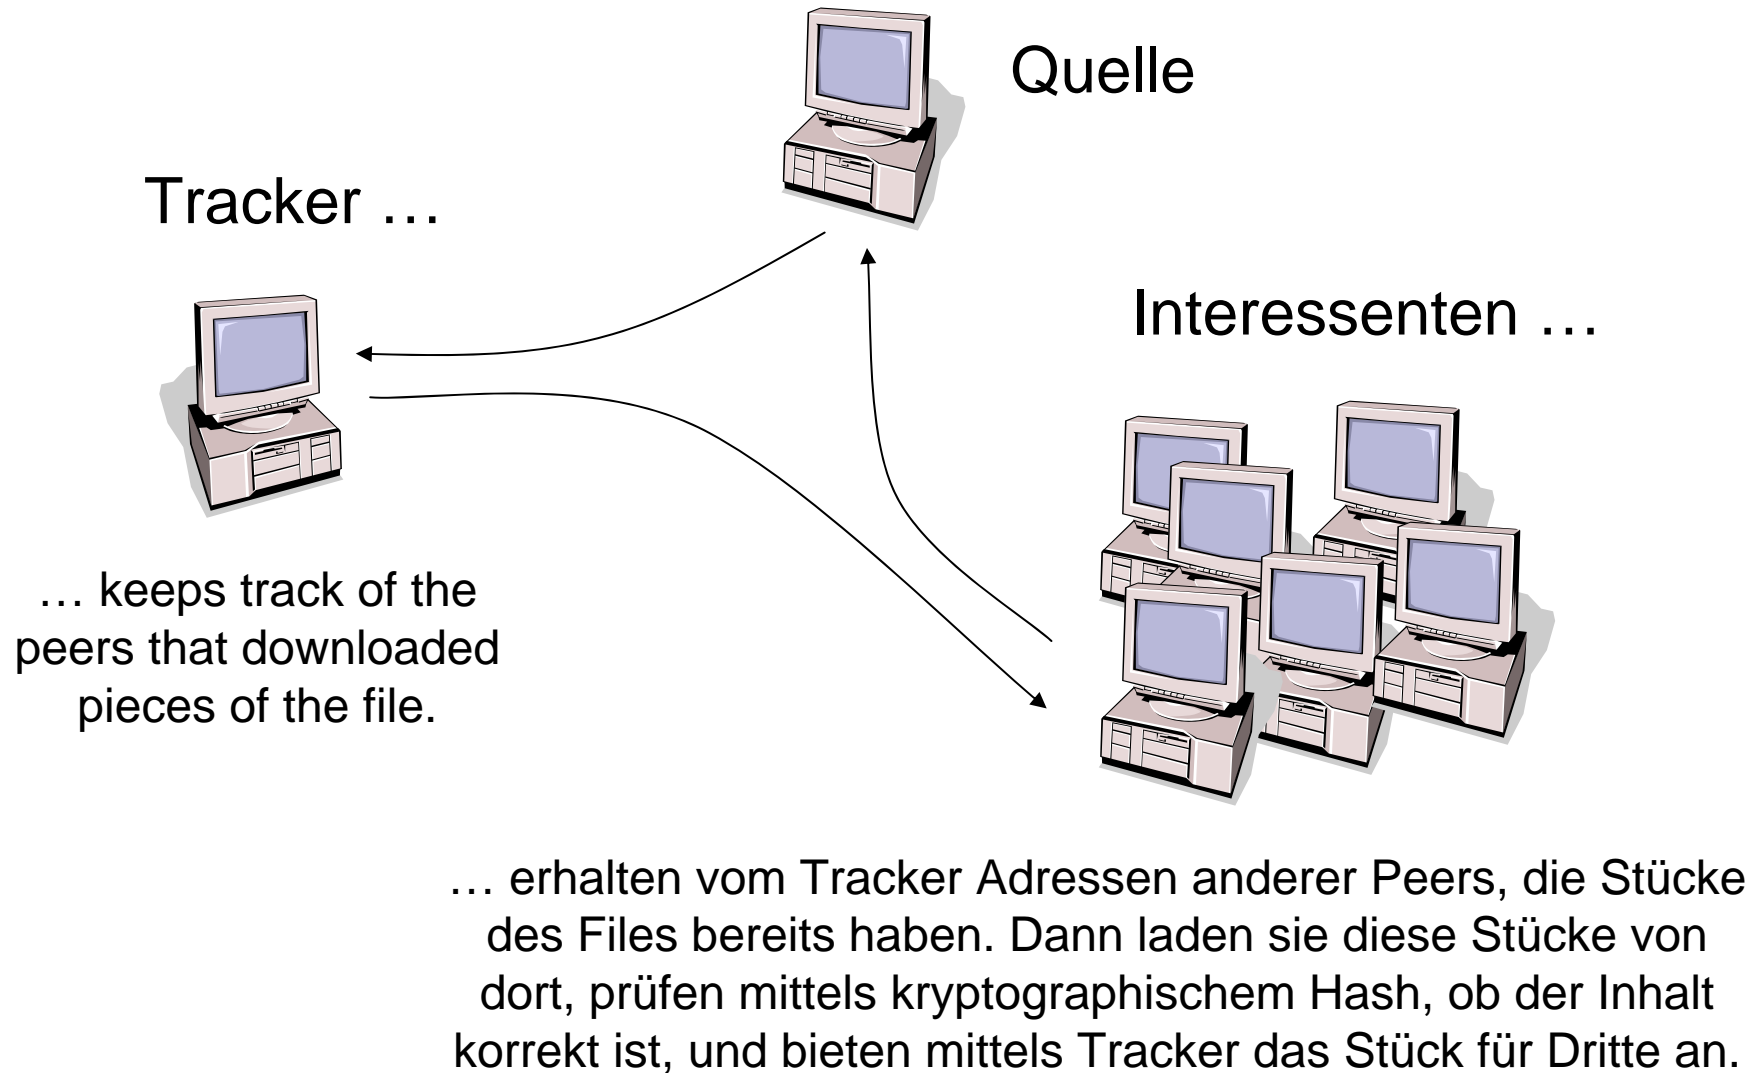 Quelle
Tracker …
Interessenten …
… keeps track of the
peers that downloaded
pieces of the file.
… erhalten vom Tracker Adressen anderer Peers, die Stücke
des Files bereits haben. Dann laden sie diese Stücke von
dort, prüfen mittels kryptographischem Hash, ob der Inhalt
korrekt ist, und bieten mittels Tracker das Stück für Dritte an.